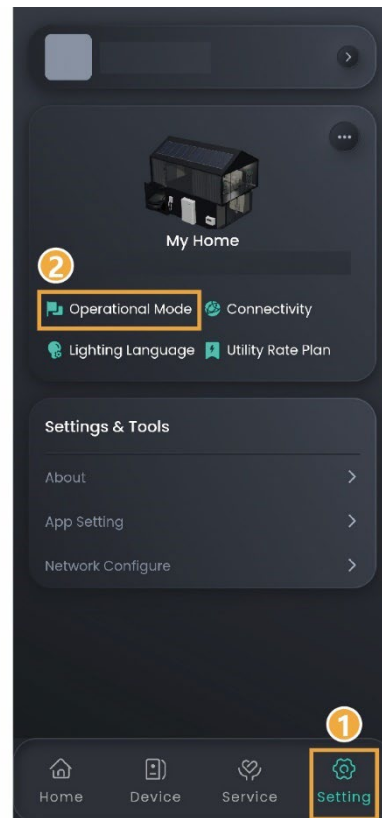 My Home
2
Operational Mode Connectivity
Lighting Language Utility Rate Plan
Settings & Tools
About
App Setting
Network Configure
1
Home Device Service Setting